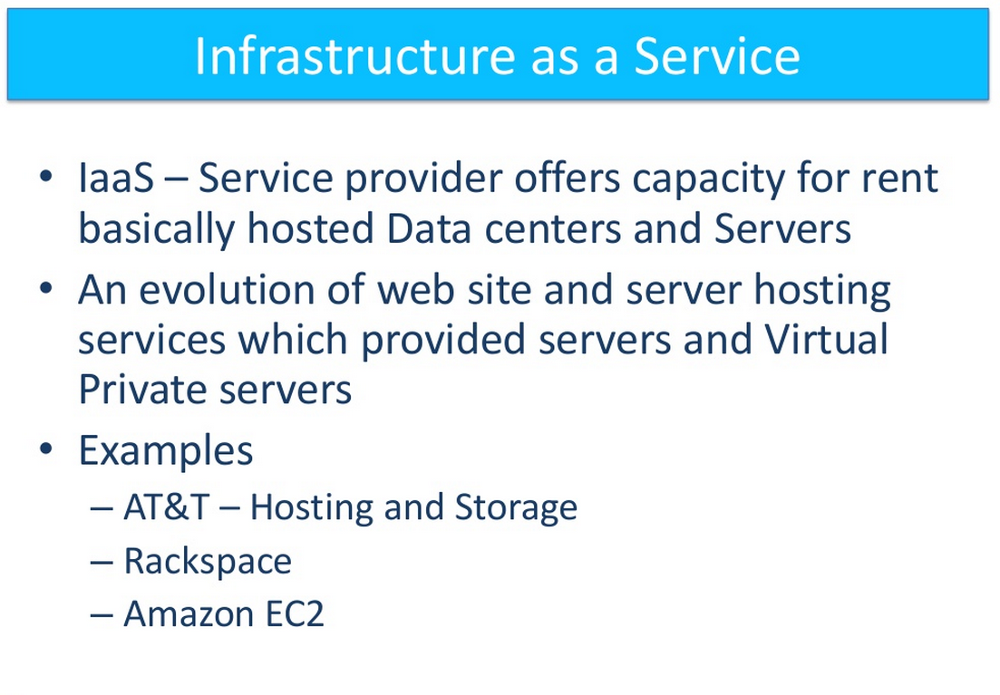 Infrastructure as a Service
• IaaS – Service provider offers capacity for rent
basically hosted Data centers and Servers
• An evolution of web site and server hosting
services which provided servers and Virtual
Private servers
• Examples
– AT&T – Hosting and Storage
– Rackspace
– Amazon EC2